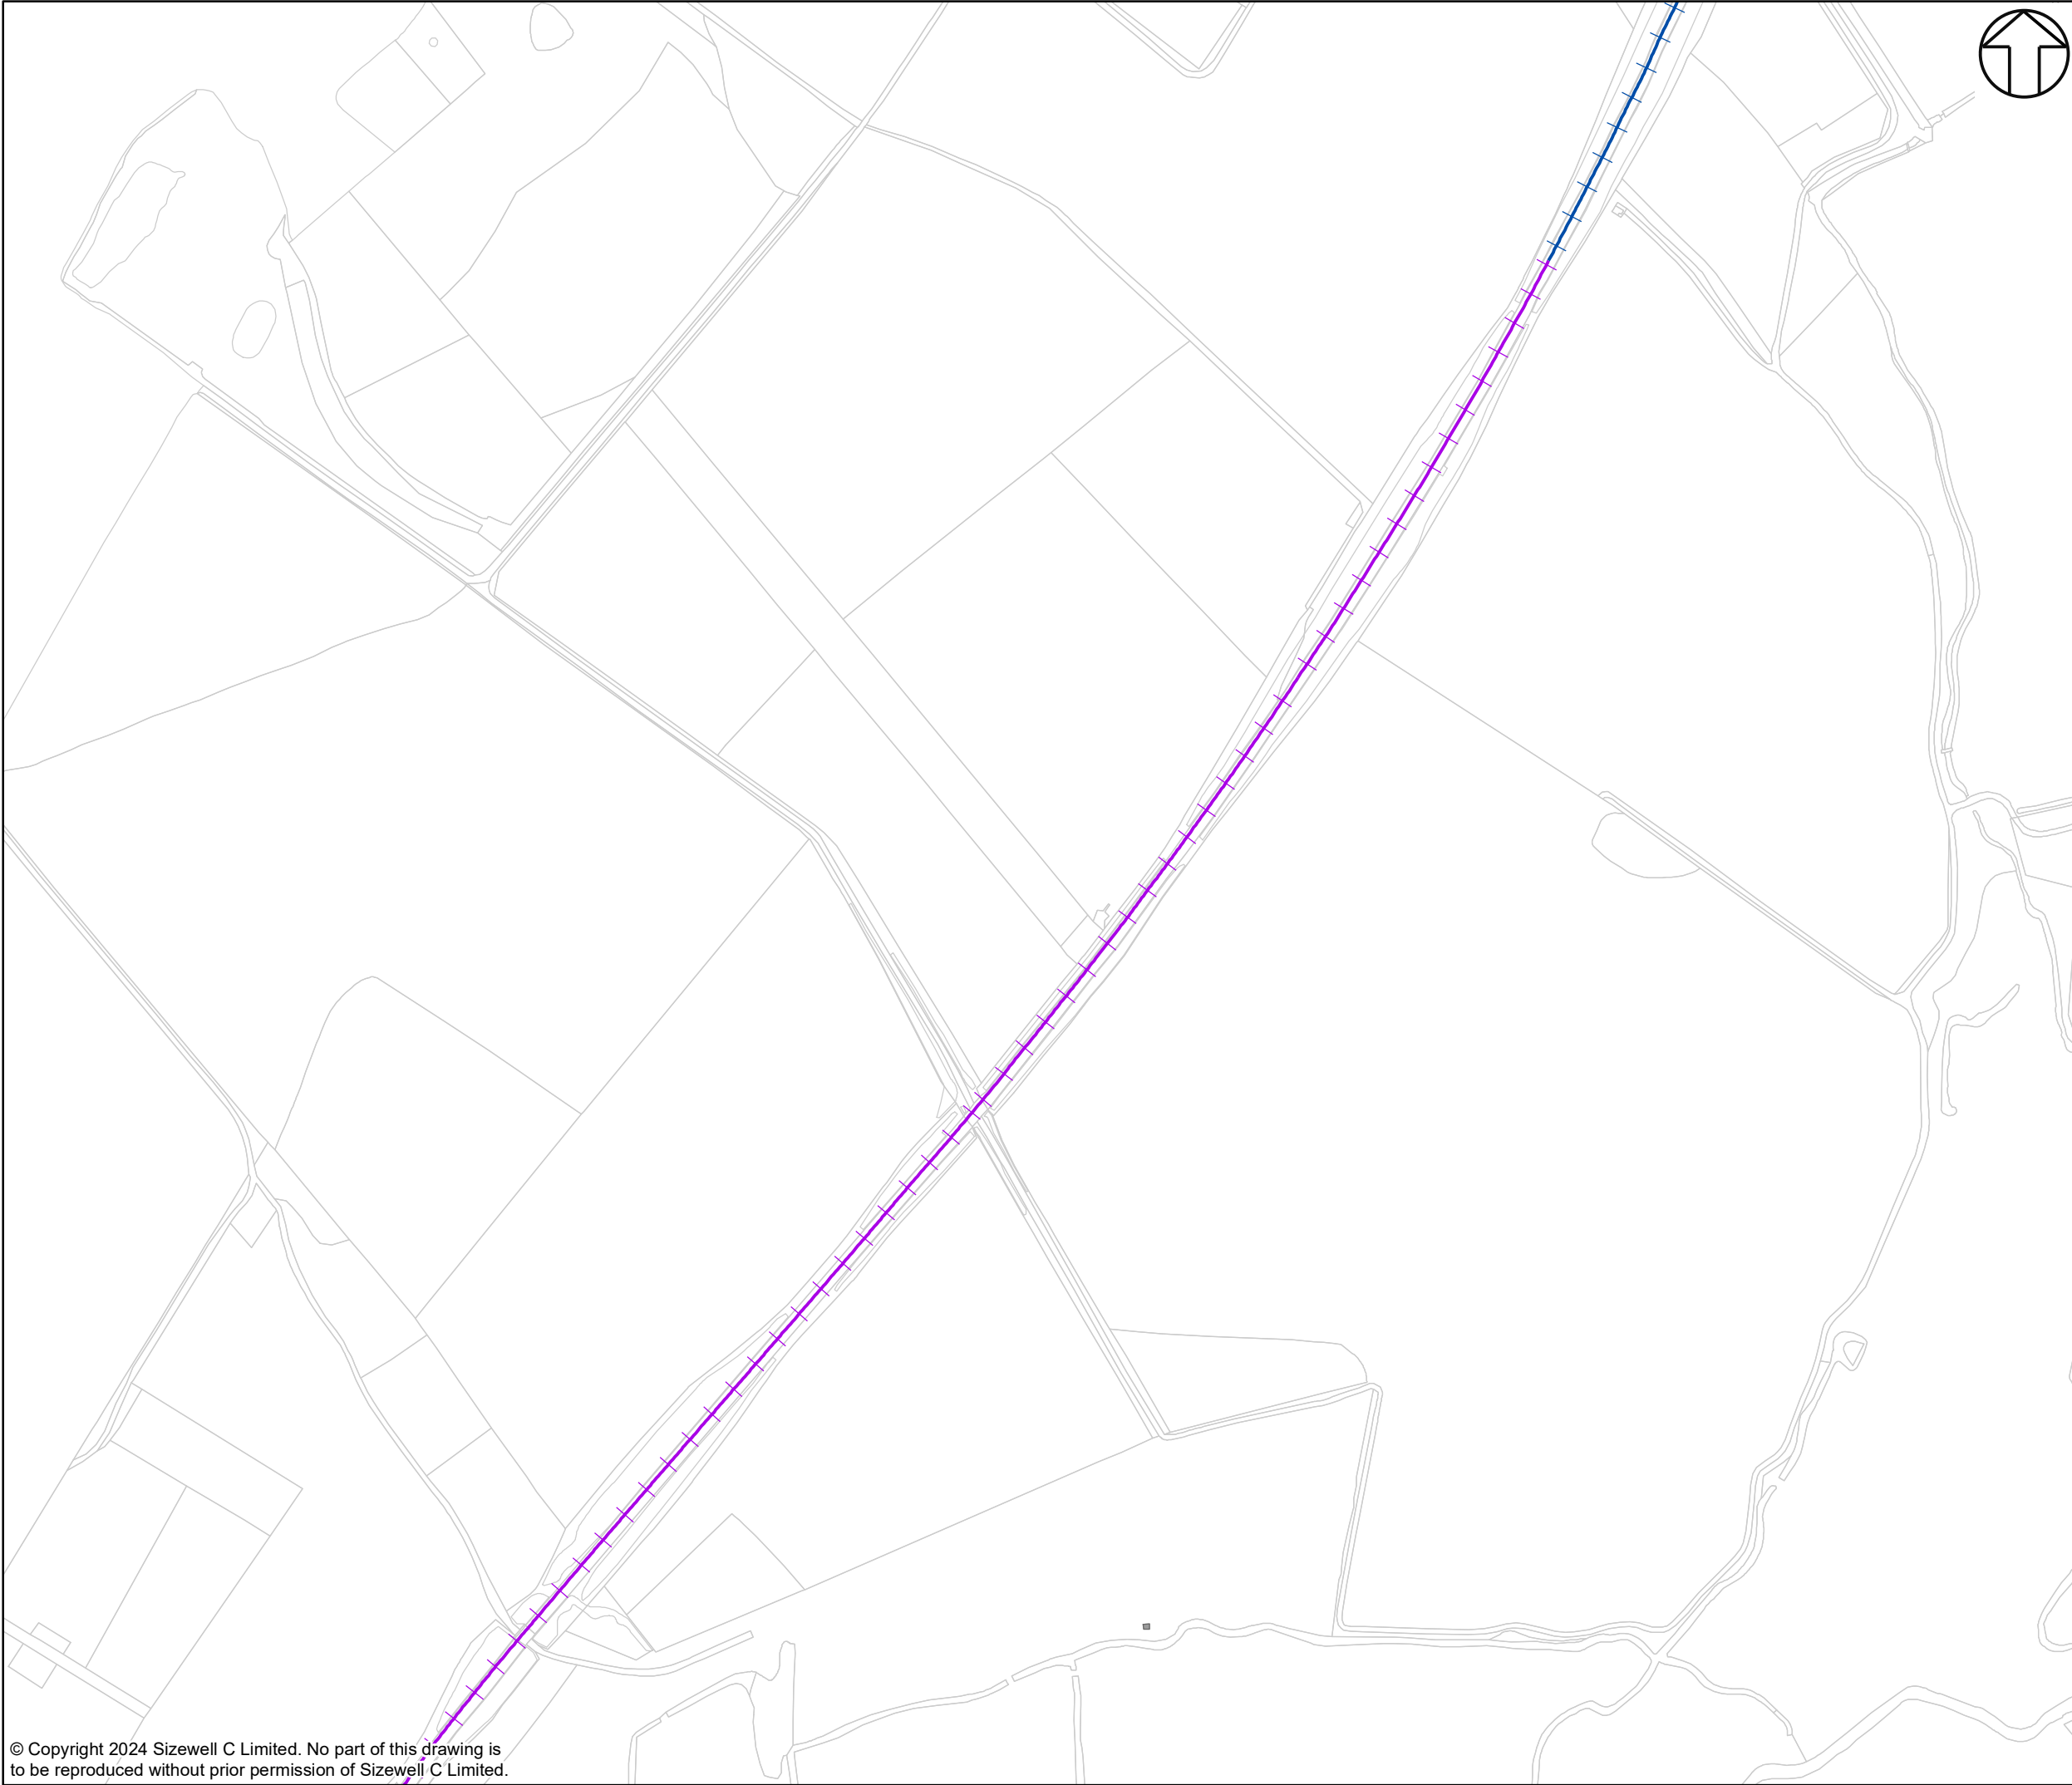 © Copyright 2024 Sizewell C Limited. No part of this drawing is
to be reproduced without prior permission of Sizewell C Limited.